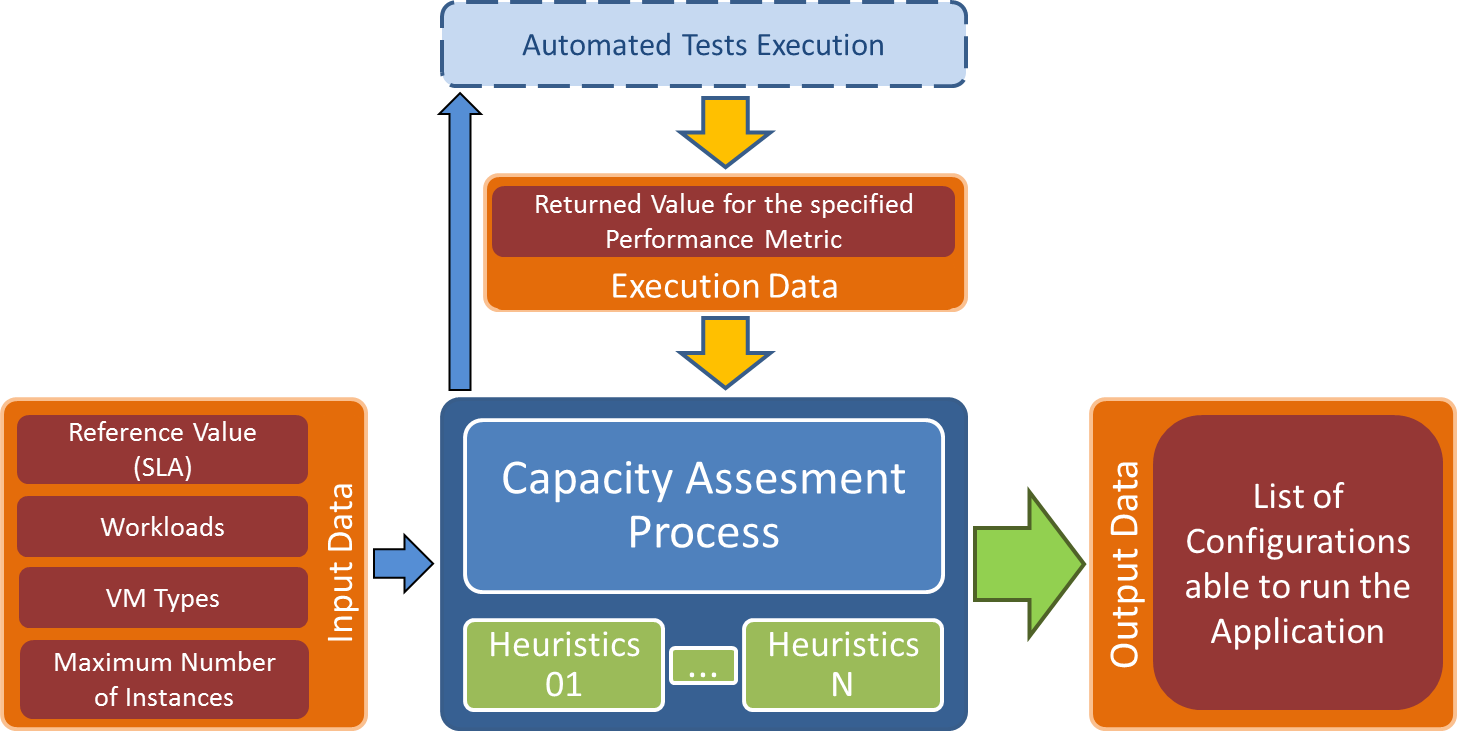 Automated Tests Execution
Returned Value for the specified
Performance Metric
Execution Data
Reference Value
(SLA)
Workloads
VM Types
Maximum Number
of Instances
Input Data
Capacity Assesment
Process
Heuristics
01
...
Heuristics
N
Output Data
List of
Configurations
able to run the
Application